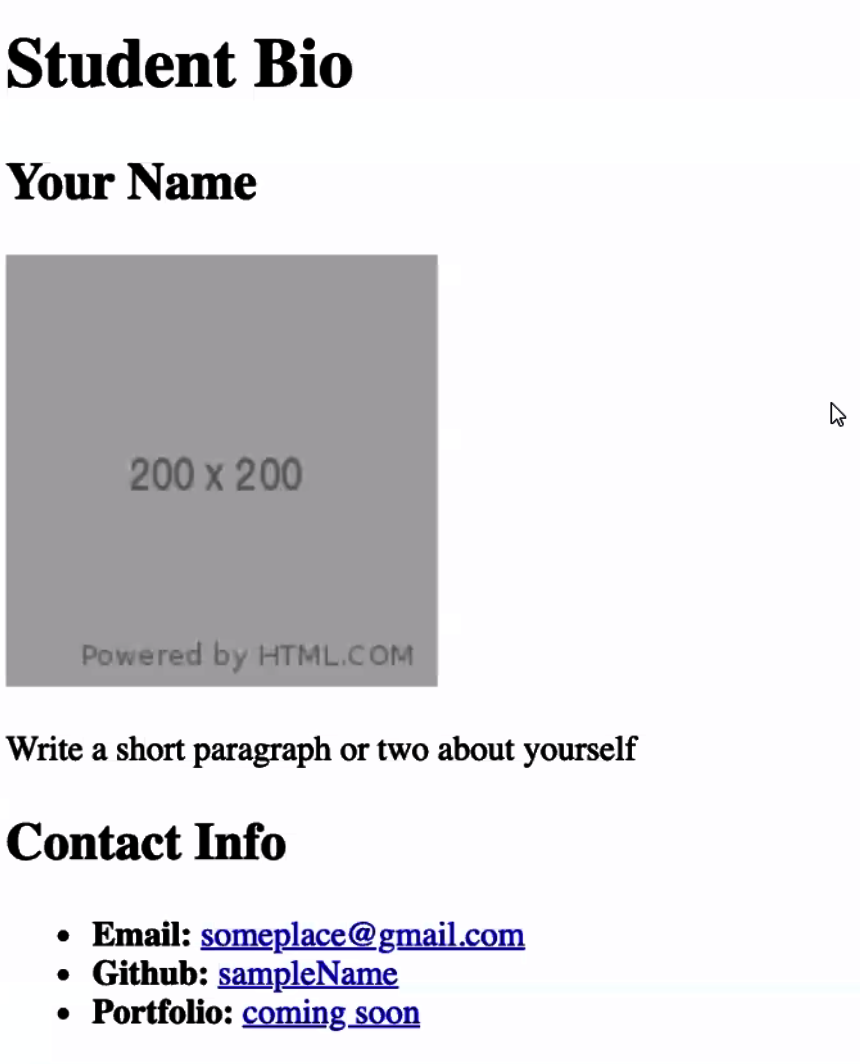 Student Bio
Your Name
200 x 200
Powered by HTML.COM
Write a short paragraph or two about yourself
Contact Info
Email: someplace@gmail.com
Github: sampleName
Portfolio: coming soon